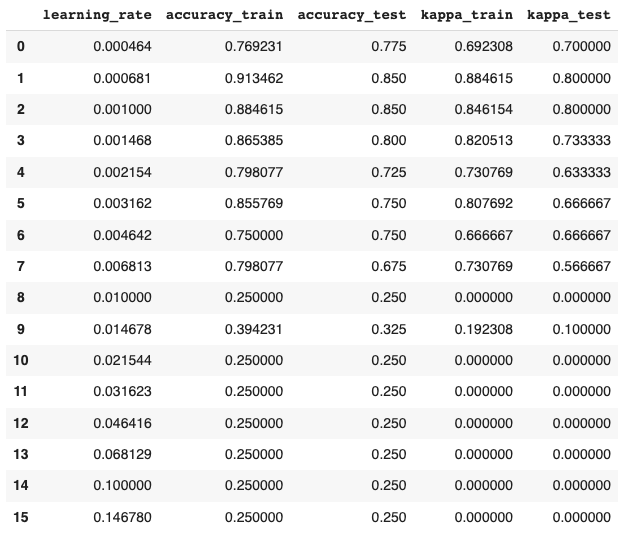 learning_rate accuracy_train accuracy_test kappa_train kappa_test
0 0.000464 0.769231 0.775 0.692308 0.700000
1 0.000681 0.913462 0.850 0.884615 0.800000
2 0.001000 0.884615 0.850 0.846154 0.800000
3 0.001468 0.865385 0.800 0.820513 0.733333
4 0.002154 0.798077 0.725 0.730769 0.633333
5 0.003162 0.855769 0.750 0.807692 0.666667
6 0.004642 0.750000 0.750 0.666667 0.666667
7 0.006813 0.798077 0.675 0.730769 0.566667
8 0.010000 0.250000 0.250 0.000000 0.000000
9 0.014678 0.394231 0.325 0.192308 0.100000
10 0.021544 0.250000 0.250 0.000000 0.000000
11 0.031623 0.250000 0.250 0.000000 0.000000
12 0.046416 0.250000 0.250 0.000000 0.000000
13 0.068129 0.250000 0.250 0.000000 0.000000
14 0.100000 0.250000 0.250 0.000000 0.000000
15 0.146780 0.250000 0.250 0.000000 0.000000